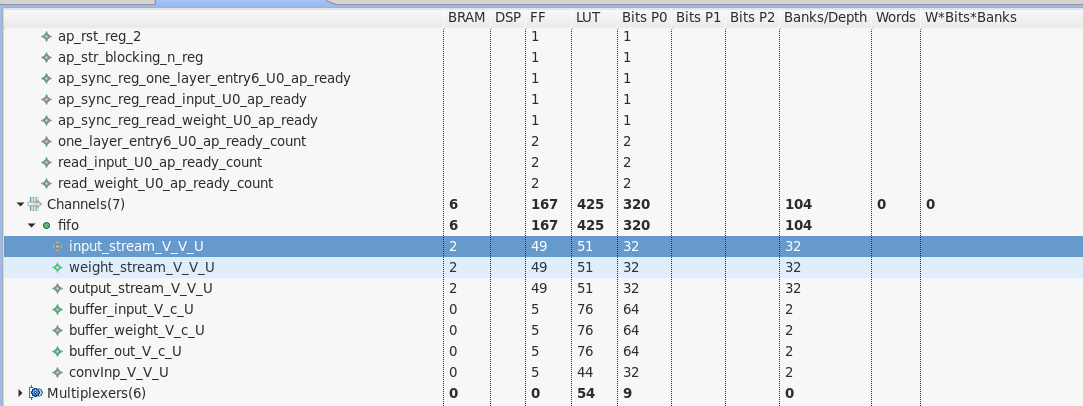 BRAM DSP FF LUT Bits P0 Bits P1 Bits P2 Banks/Depth Words W*Bits*Banks
ap_rst_reg_2 1 1
ap_str_blocking_n_reg 1 1
ap_sync_reg_one_layer_entry6_U0_ap_ready 1 1
ap_sync_reg_read_input_U0_ap_ready 1 1
ap_sync_reg_read_weight_U0_ap_ready 1 1
one_layer_entry6_U0_ap_ready_count 2 2
read_input_U0_ap_ready_count 2 2
read_weight_U0_ap_ready_count 2 2
Channels(7) 6 167 425 320 104 0 0
fifo 6 167 425 320 104
input_stream_V_V_U 2 49 51 32 32
weight_stream_V_V_U 2 49 51 32 32
output_stream_V_V_U 2 49 51 32 32
buffer_input_V_c_U 0 5 76 64 2
buffer_weight_V_c_U 0 5 76 64 2
buffer_out_V_c_U 0 5 76 64 2
convInp_V_V_U 0 5 44 32 2
Multiplexers(6) 0 0 54 9 0